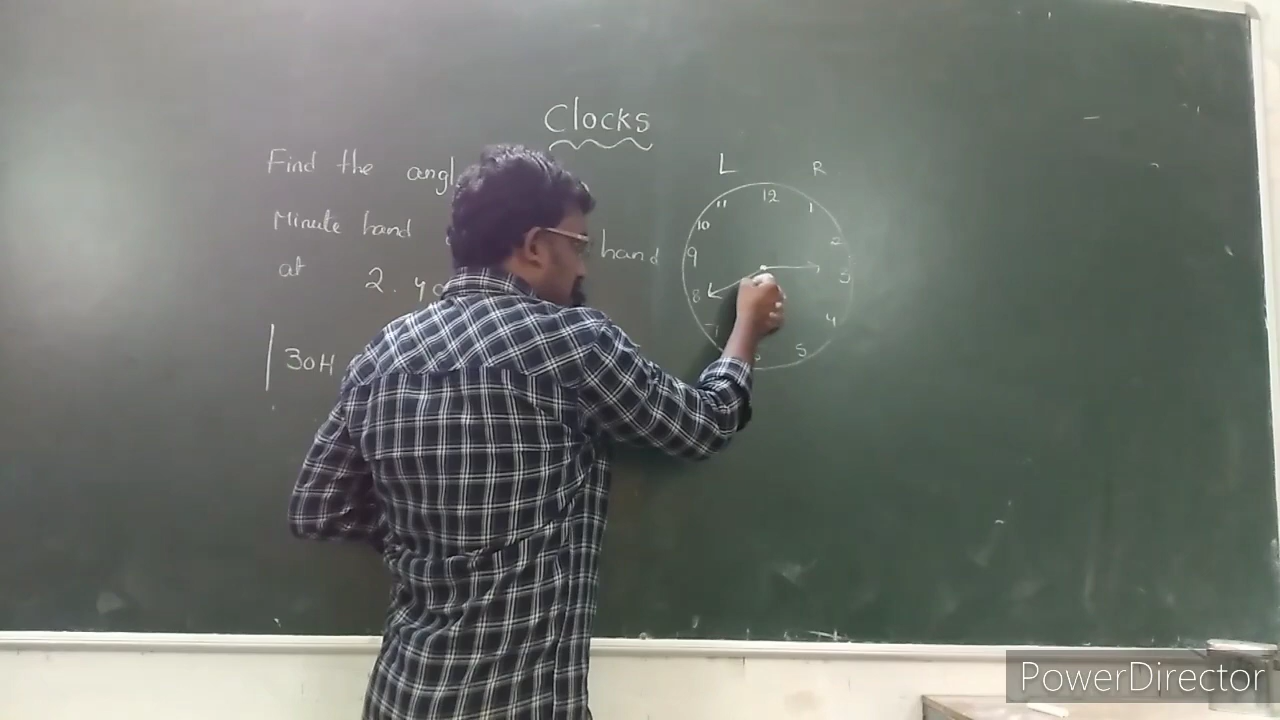 Clocks
Find the angl
Minute hand hand
at 2.40
30H
L R
12
11 1
10 2
9 3
8 4
7 5
6
PowerDirector